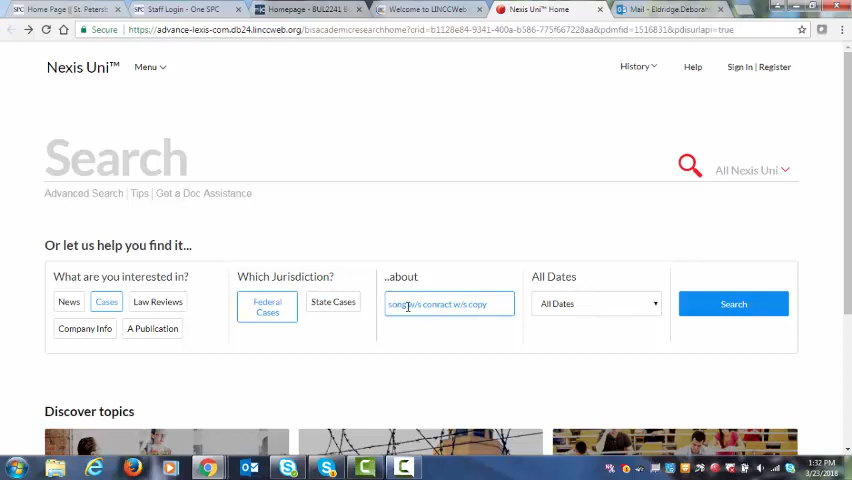 Home Page | St. Petersb
Staff Login - One SPC
Homepage - BUL2241 B
Welcome to LINCCWeb
Nexis Uni™ Home
Mail - Eldridge.Deborah
Secure
https://advance-lexis-com.db24.linccweb.org/bisacademicresearchhome?crid=b1128e84-9341-400a-b586-775f667228aa&pdmfid=1516831&pdisurlapi=true
Nexis Uni™
Menu
History
Help
Sign In | Register
Search
All Nexis Uni
Advanced Search | Tips | Get a Doc Assistance
Or let us help you find it...
What are you interested in?
Which Jurisdiction?
..about
All Dates
News
Cases
Law Reviews
Federal
Cases
State Cases
song w/s conract w/s copy
All Dates
Search
Company Info
A Publication
Discover topics
1:32 PM
3/23/2018